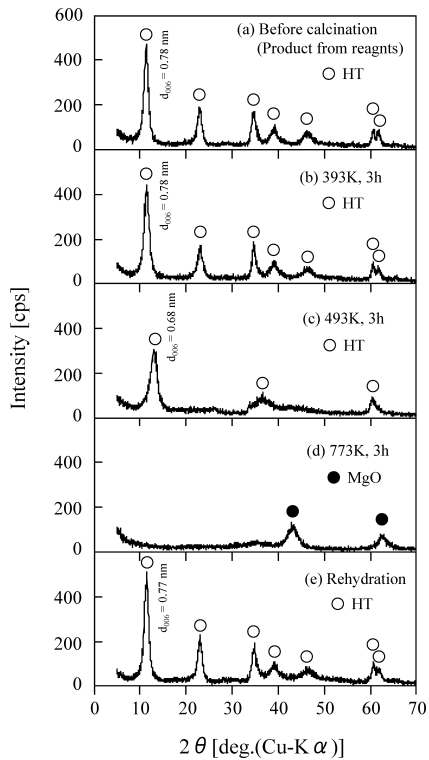 600
(a) Before calcination
(Product from reagnts)
d₀₀₆ = 0.78 nm
HT
400
200
0
(b) 393K, 3h
d₀₀₆ = 0.78 nm
HT
400
200
0
(c) 493K, 3h
d₀₀₆ = 0.68 nm
HT
400
200
0
Intensity [cps]
(d) 773K, 3h
MgO
400
200
0
(e) Rehydration
d₀₀₆ = 0.77 nm
HT
400
200
0
0 10 20 30 40 50 60 70
2 θ [deg.(Cu-K α)]